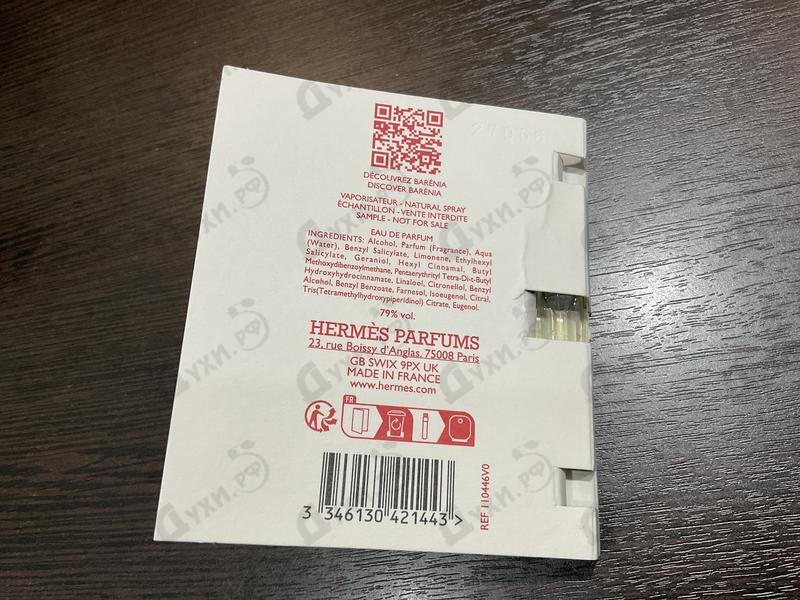 27066
DÉCOUVREZ BARÉNIA
DISCOVER BARÉNIA
VAPORISATEUR - NATURAL SPRAY
ÉCHANTILLON - VENTE INTERDITE
SAMPLE - NOT FOR SALE
EAU DE PARFUM
INGREDIENTS: Alcohol, Parfum (Fragrance), Aqua
(Water), Benzyl Salicylate, Limonene, Ethylhexyl
Salicylate, Geraniol, Hexyl Cinnamal, Butyl
Methoxydibenzoylmethane, Pentaerythrityl Tetra-Di-t-Butyl
Hydroxyhydrocinnamate, Linalool, Citronellol, Benzyl
Alcohol, Benzyl Benzoate, Farnesol, Isoeugenol, Citral,
Tris(Tetramethylhydroxypiperidinol) Citrate, Eugenol.
79% vol.
HERMÈS PARFUMS
23, rue Boissy d'Anglas, 75008 Paris
GB SWIX 9PX UK
MADE IN FRANCE
www.hermes.com
FR
3 346130 421443 >
REF 110446V0
Духи.рф